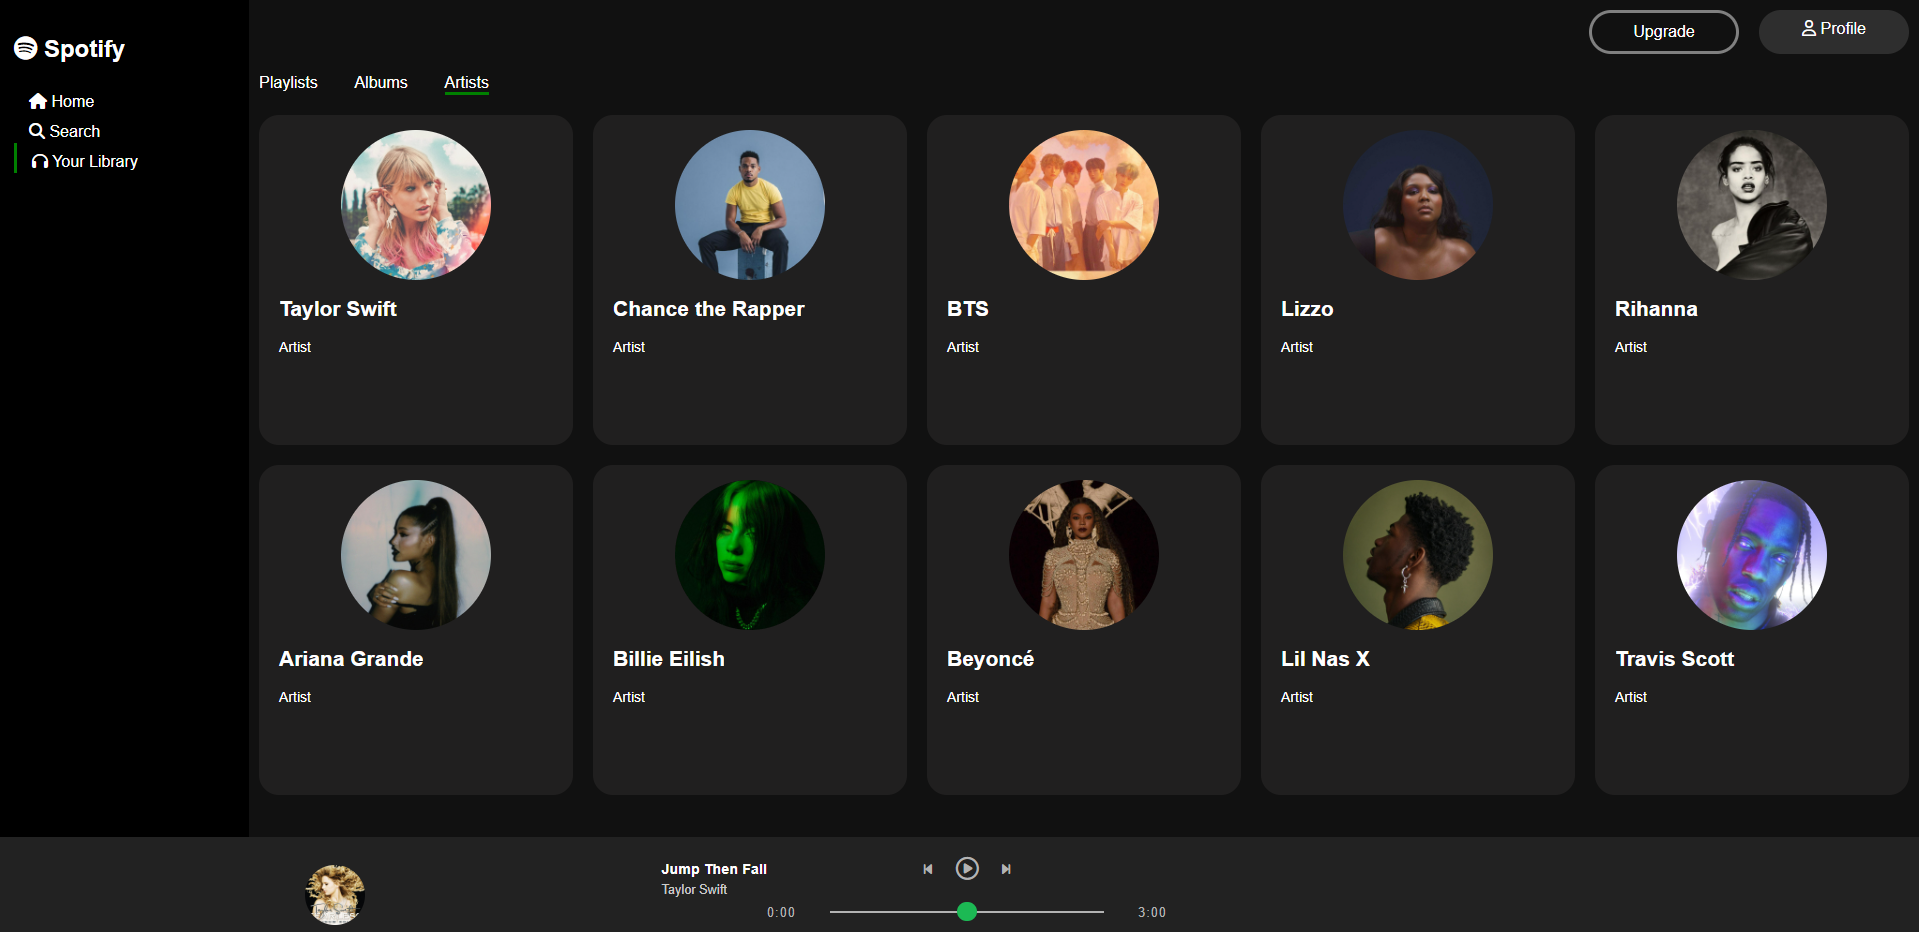 Spotify
Home
Search
Your Library
Upgrade
Profile
Playlists Albums Artists
Taylor Swift
Artist
Chance the Rapper
Artist
BTS
Artist
Lizzo
Artist
Rihanna
Artist
Ariana Grande
Artist
Billie Eilish
Artist
Beyoncé
Artist
Lil Nas X
Artist
Travis Scott
Artist
Jump Then Fall
Taylor Swift
0:00
3:00